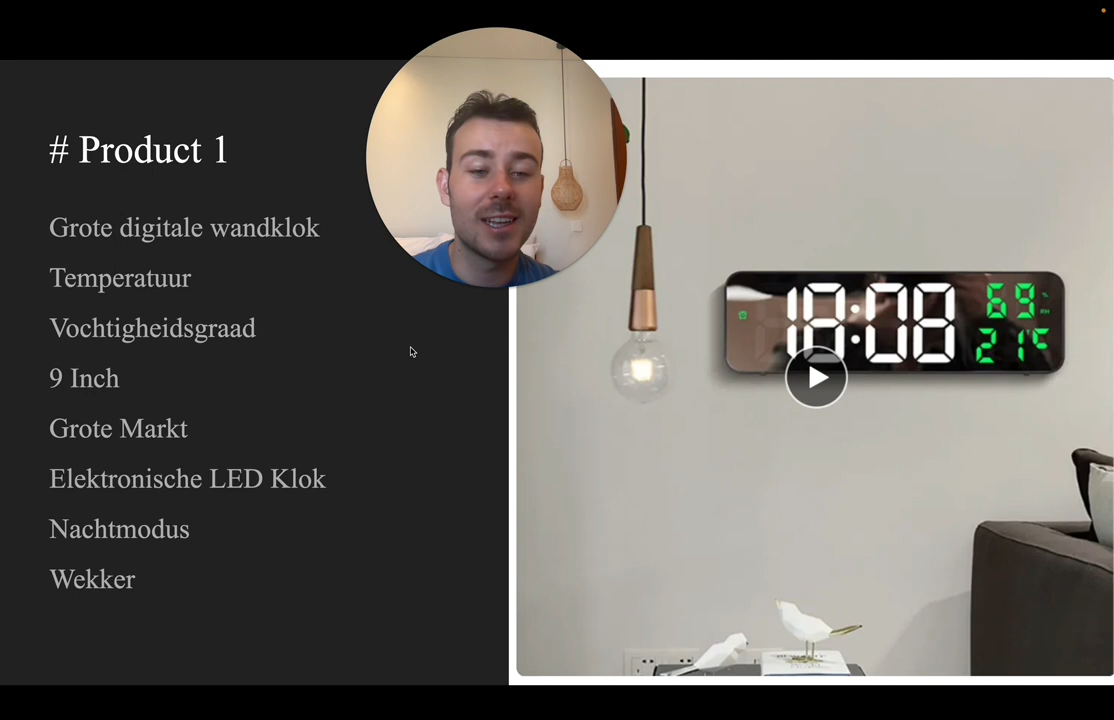 # Product 1
Grote digitale wandklok
Temperatuur
Vochtigheidsgraad
9 Inch
Grote Markt
Elektronische LED Klok
Nachtmodus
Wekker
18:08
69 % RH
21°C